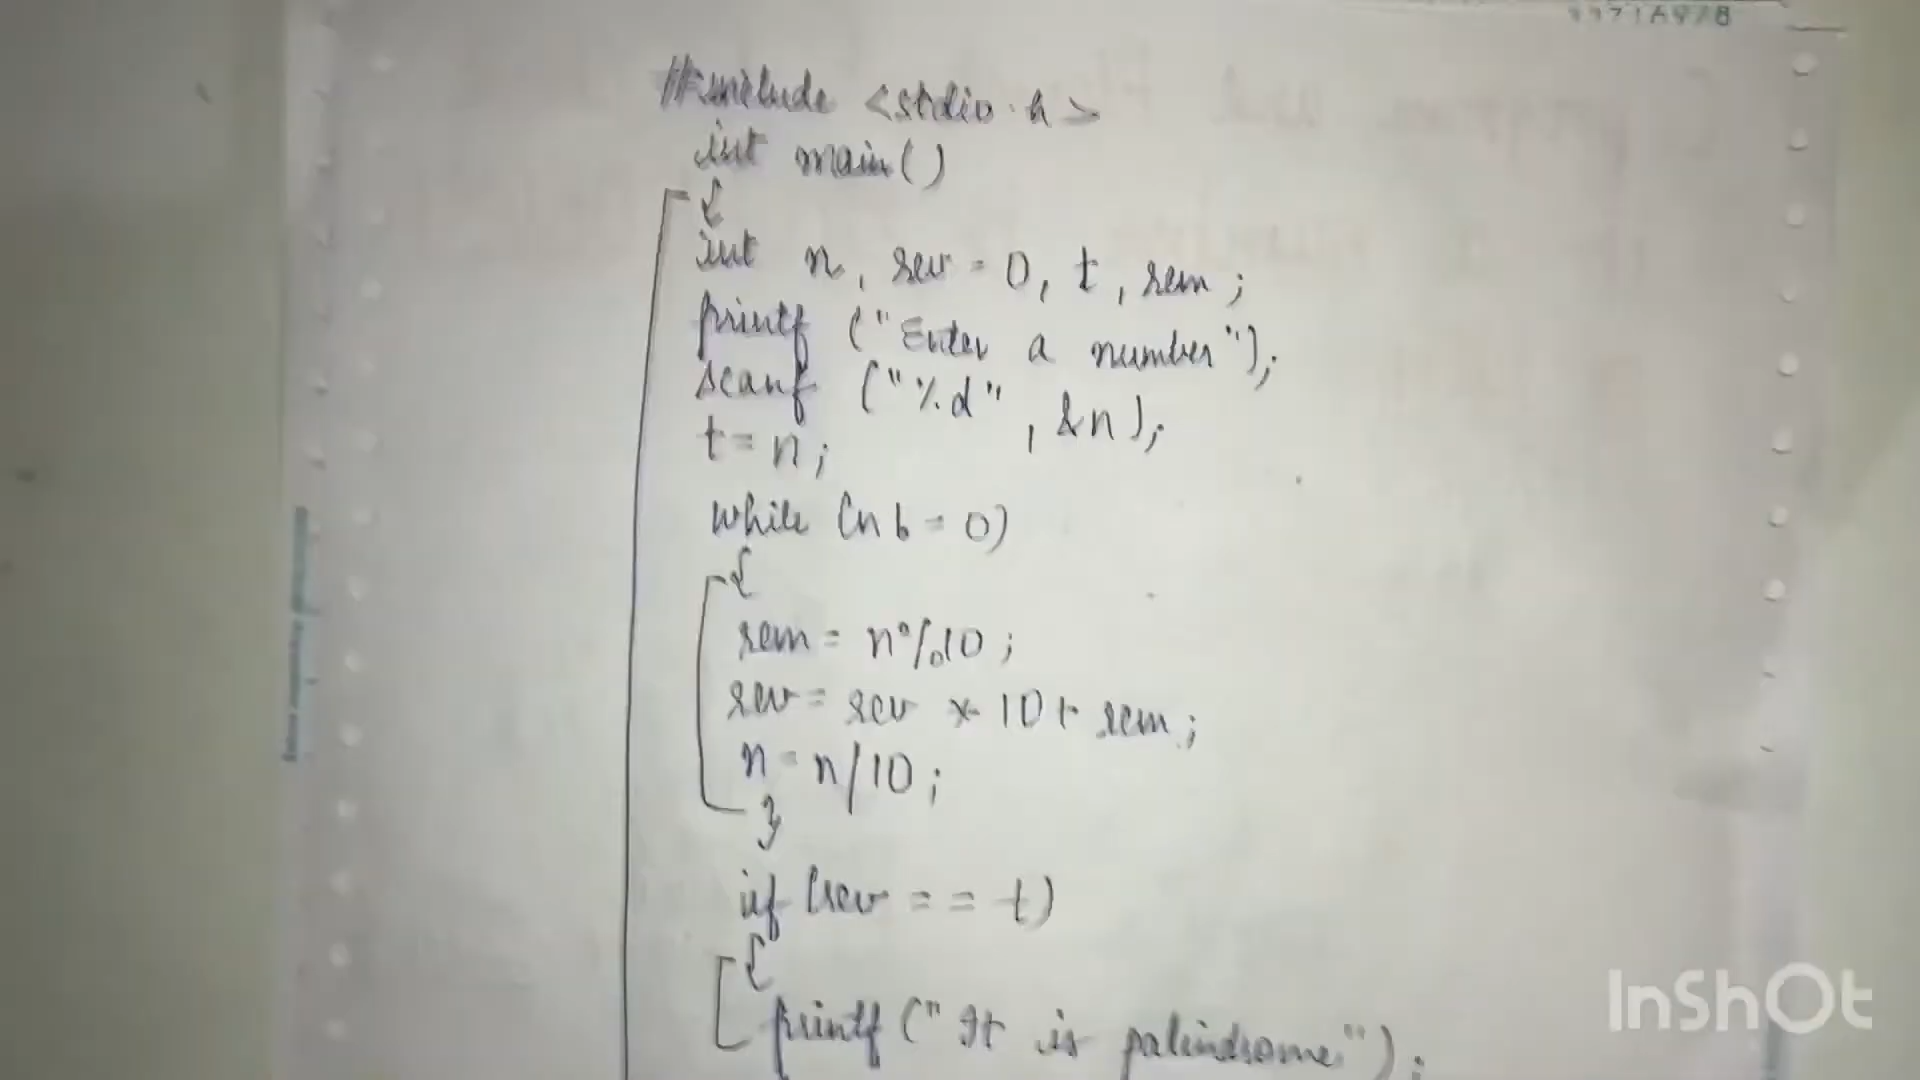 #include <stdio.h>
int main()
{
int n, rev = 0, t, rem;
printf ("Enter a number");
scanf ("%d", &n);
t = n;
while (n != 0)
{
rem = n%10;
rev = rev * 10 + rem;
n = n/10;
}
if (rev == t)
{
printf ("It is palindrome");
InShOt